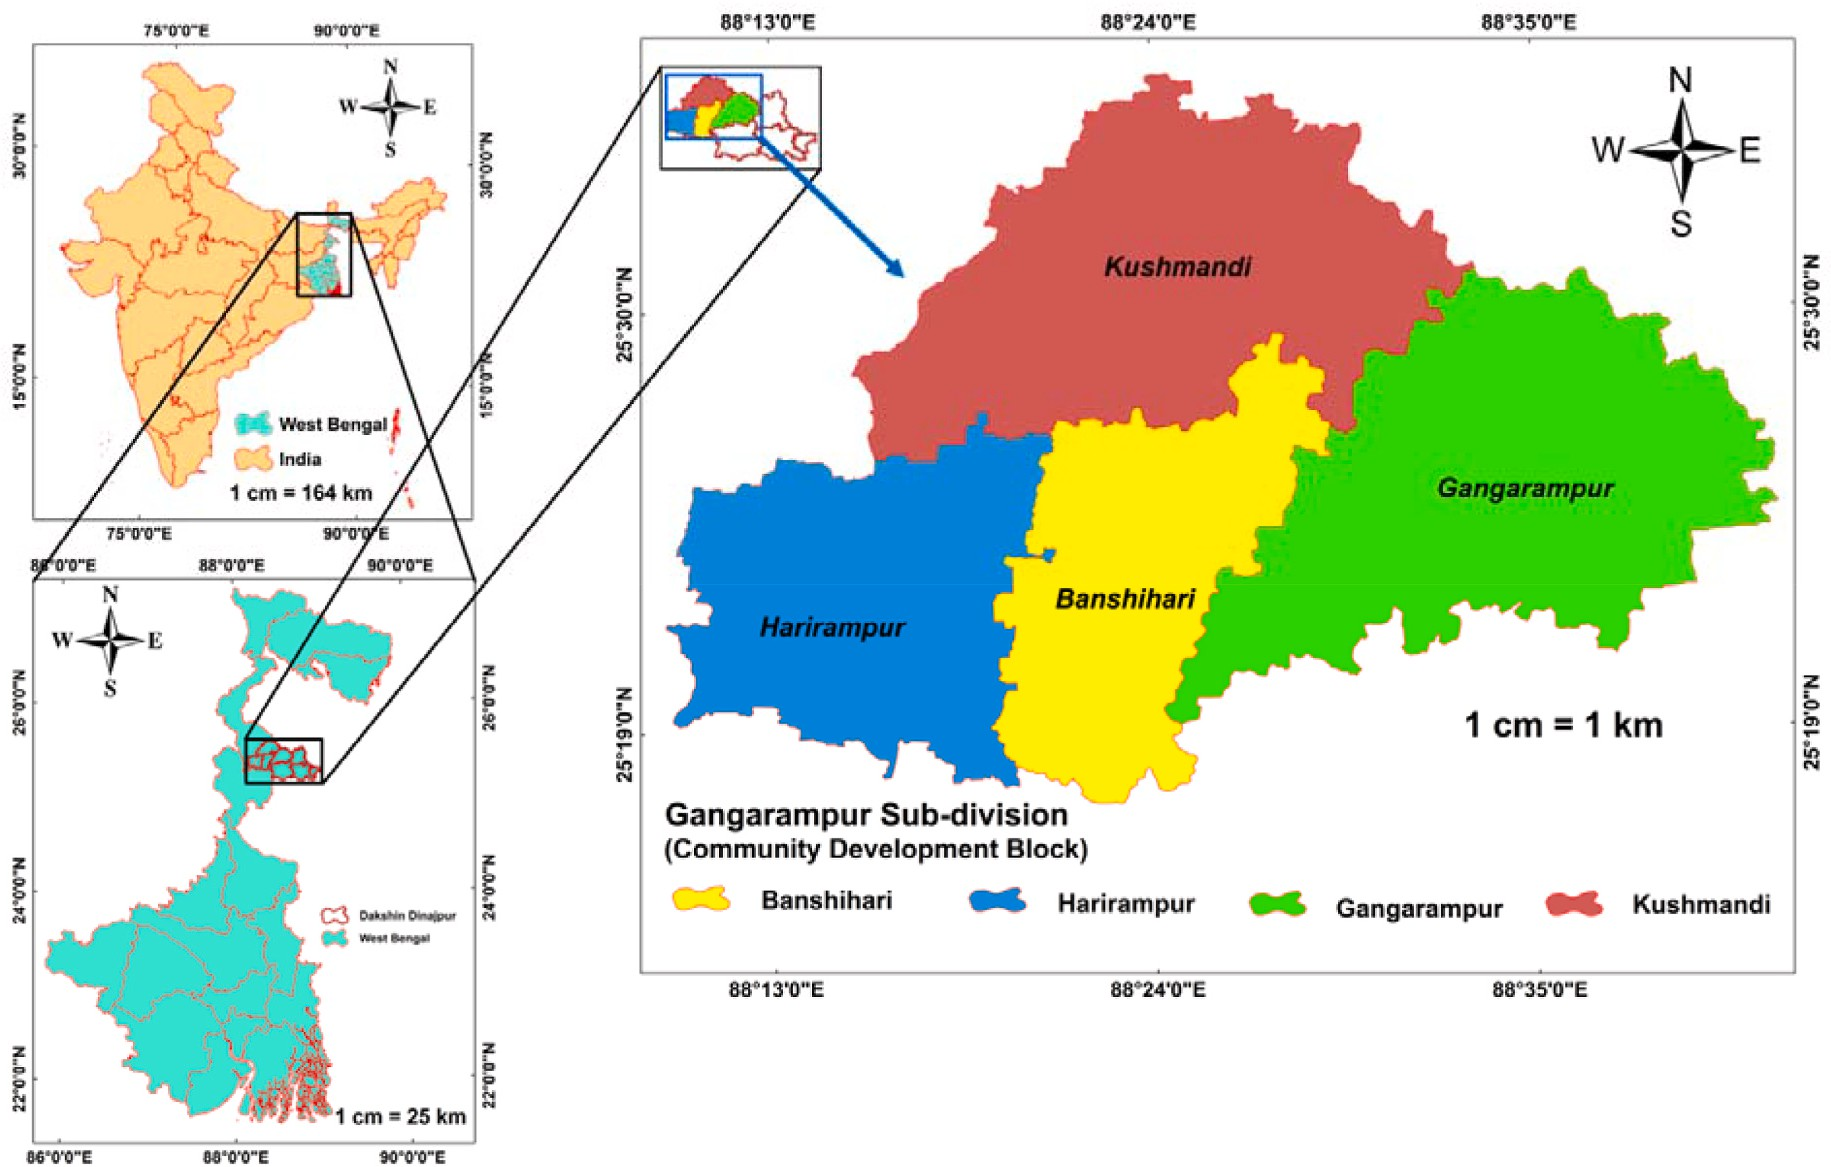 75°0'0"E 90°0'0"E
N
W E
S
30°0'0"N
30°0'0"N
15°0'0"N
15°0'0"N
West Bengal
India
1 cm = 164 km
75°0'0"E 90°0'0"E
86°0'0"E 88°0'0"E 90°0'0"E
N
W E
S
26°0'0"N
26°0'0"N
24°0'0"N
24°0'0"N
Dakshin Dinajpur
West Bengal
22°0'0"N
22°0'0"N
1 cm = 25 km
86°0'0"E 88°0'0"E 90°0'0"E
88°13'0"E 88°24'0"E 88°35'0"E
N
W E
S
Kushmandi
25°30'0"N
25°30'0"N
Gangarampur
Banshihari
Harirampur
25°19'0"N
25°19'0"N
1 cm = 1 km
Gangarampur Sub-division
(Community Development Block)
Banshihari Harirampur Gangarampur Kushmandi
88°13'0"E 88°24'0"E 88°35'0"E